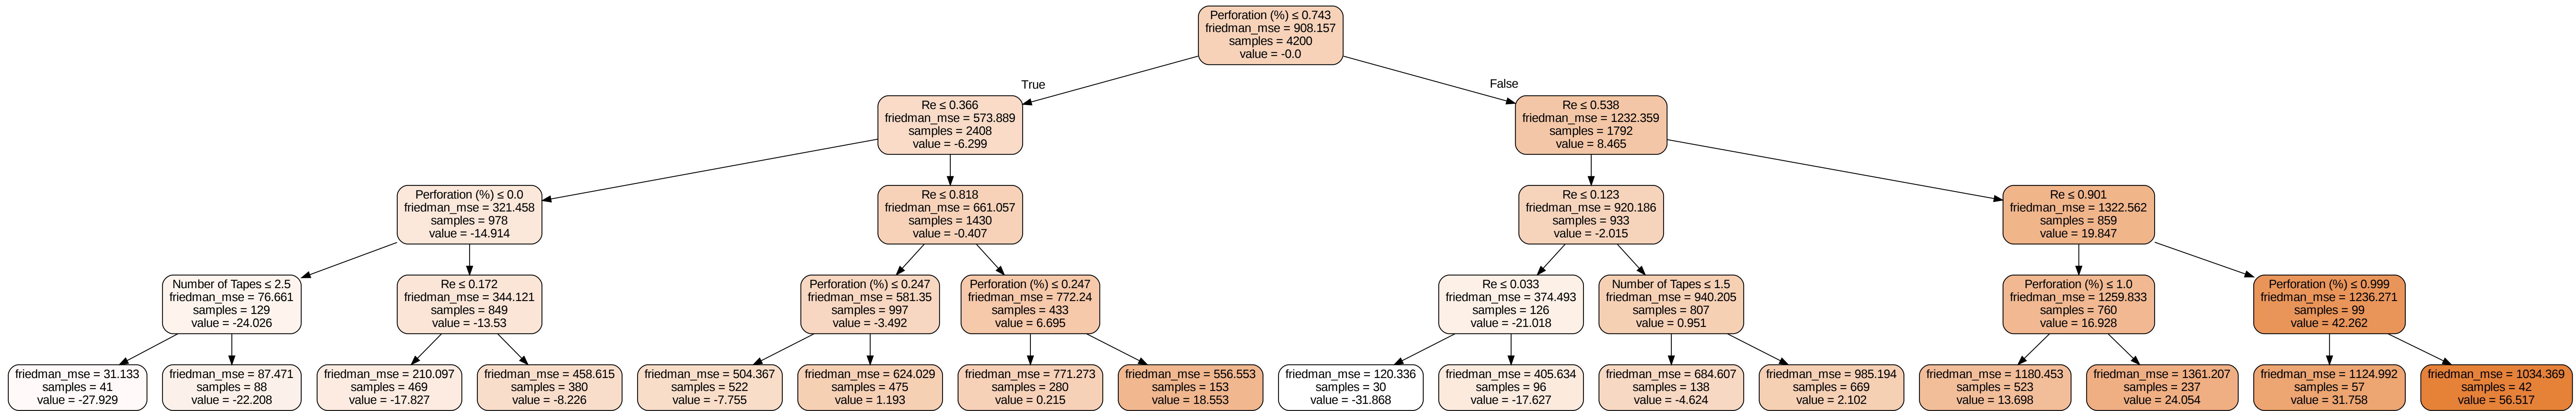 Perforation (%) ≤ 0.743
friedman_mse = 908.157
samples = 4200
value = -0.0
True
False
Re ≤ 0.366
friedman_mse = 573.889
samples = 2408
value = -6.299
Re ≤ 0.538
friedman_mse = 1232.359
samples = 1792
value = 8.465
Perforation (%) ≤ 0.0
friedman_mse = 321.458
samples = 978
value = -14.914
Re ≤ 0.818
friedman_mse = 661.057
samples = 1430
value = -0.407
Re ≤ 0.123
friedman_mse = 920.186
samples = 933
value = -2.015
Re ≤ 0.901
friedman_mse = 1322.562
samples = 859
value = 19.847
Number of Tapes ≤ 2.5
friedman_mse = 76.661
samples = 129
value = -24.026
Re ≤ 0.172
friedman_mse = 344.121
samples = 849
value = -13.53
Perforation (%) ≤ 0.247
friedman_mse = 581.35
samples = 997
value = -3.492
Perforation (%) ≤ 0.247
friedman_mse = 772.24
samples = 433
value = 6.695
Re ≤ 0.033
friedman_mse = 374.493
samples = 126
value = -21.018
Number of Tapes ≤ 1.5
friedman_mse = 940.205
samples = 807
value = 0.951
Perforation (%) ≤ 1.0
friedman_mse = 1259.833
samples = 760
value = 16.928
Perforation (%) ≤ 0.999
friedman_mse = 1236.271
samples = 99
value = 42.262
friedman_mse = 31.133
samples = 41
value = -27.929
friedman_mse = 87.471
samples = 88
value = -22.208
friedman_mse = 210.097
samples = 469
value = -17.827
friedman_mse = 458.615
samples = 380
value = -8.226
friedman_mse = 504.367
samples = 522
value = -7.755
friedman_mse = 624.029
samples = 475
value = 1.193
friedman_mse = 771.273
samples = 280
value = 0.215
friedman_mse = 556.553
samples = 153
value = 18.553
friedman_mse = 120.336
samples = 30
value = -31.868
friedman_mse = 405.634
samples = 96
value = -17.627
friedman_mse = 684.607
samples = 138
value = -4.624
friedman_mse = 985.194
samples = 669
value = 2.102
friedman_mse = 1180.453
samples = 523
value = 13.698
friedman_mse = 1361.207
samples = 237
value = 24.054
friedman_mse = 1124.992
samples = 57
value = 31.758
friedman_mse = 1034.369
samples = 42
value = 56.517